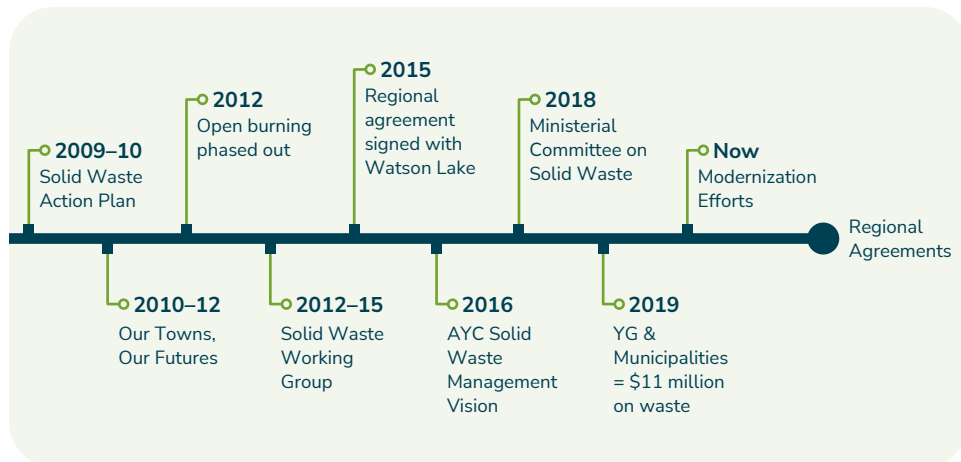 2009–10
Solid Waste
Action Plan
2010–12
Our Towns,
Our Futures
2012
Open burning
phased out
2012–15
Solid Waste
Working
Group
2015
Regional
agreement
signed with
Watson Lake
2016
AYC Solid
Waste
Management
Vision
2018
Ministerial
Committee on
Solid Waste
2019
YG &
Municipalities
= $11 million
on waste
Now
Modernization
Efforts
Regional
Agreements